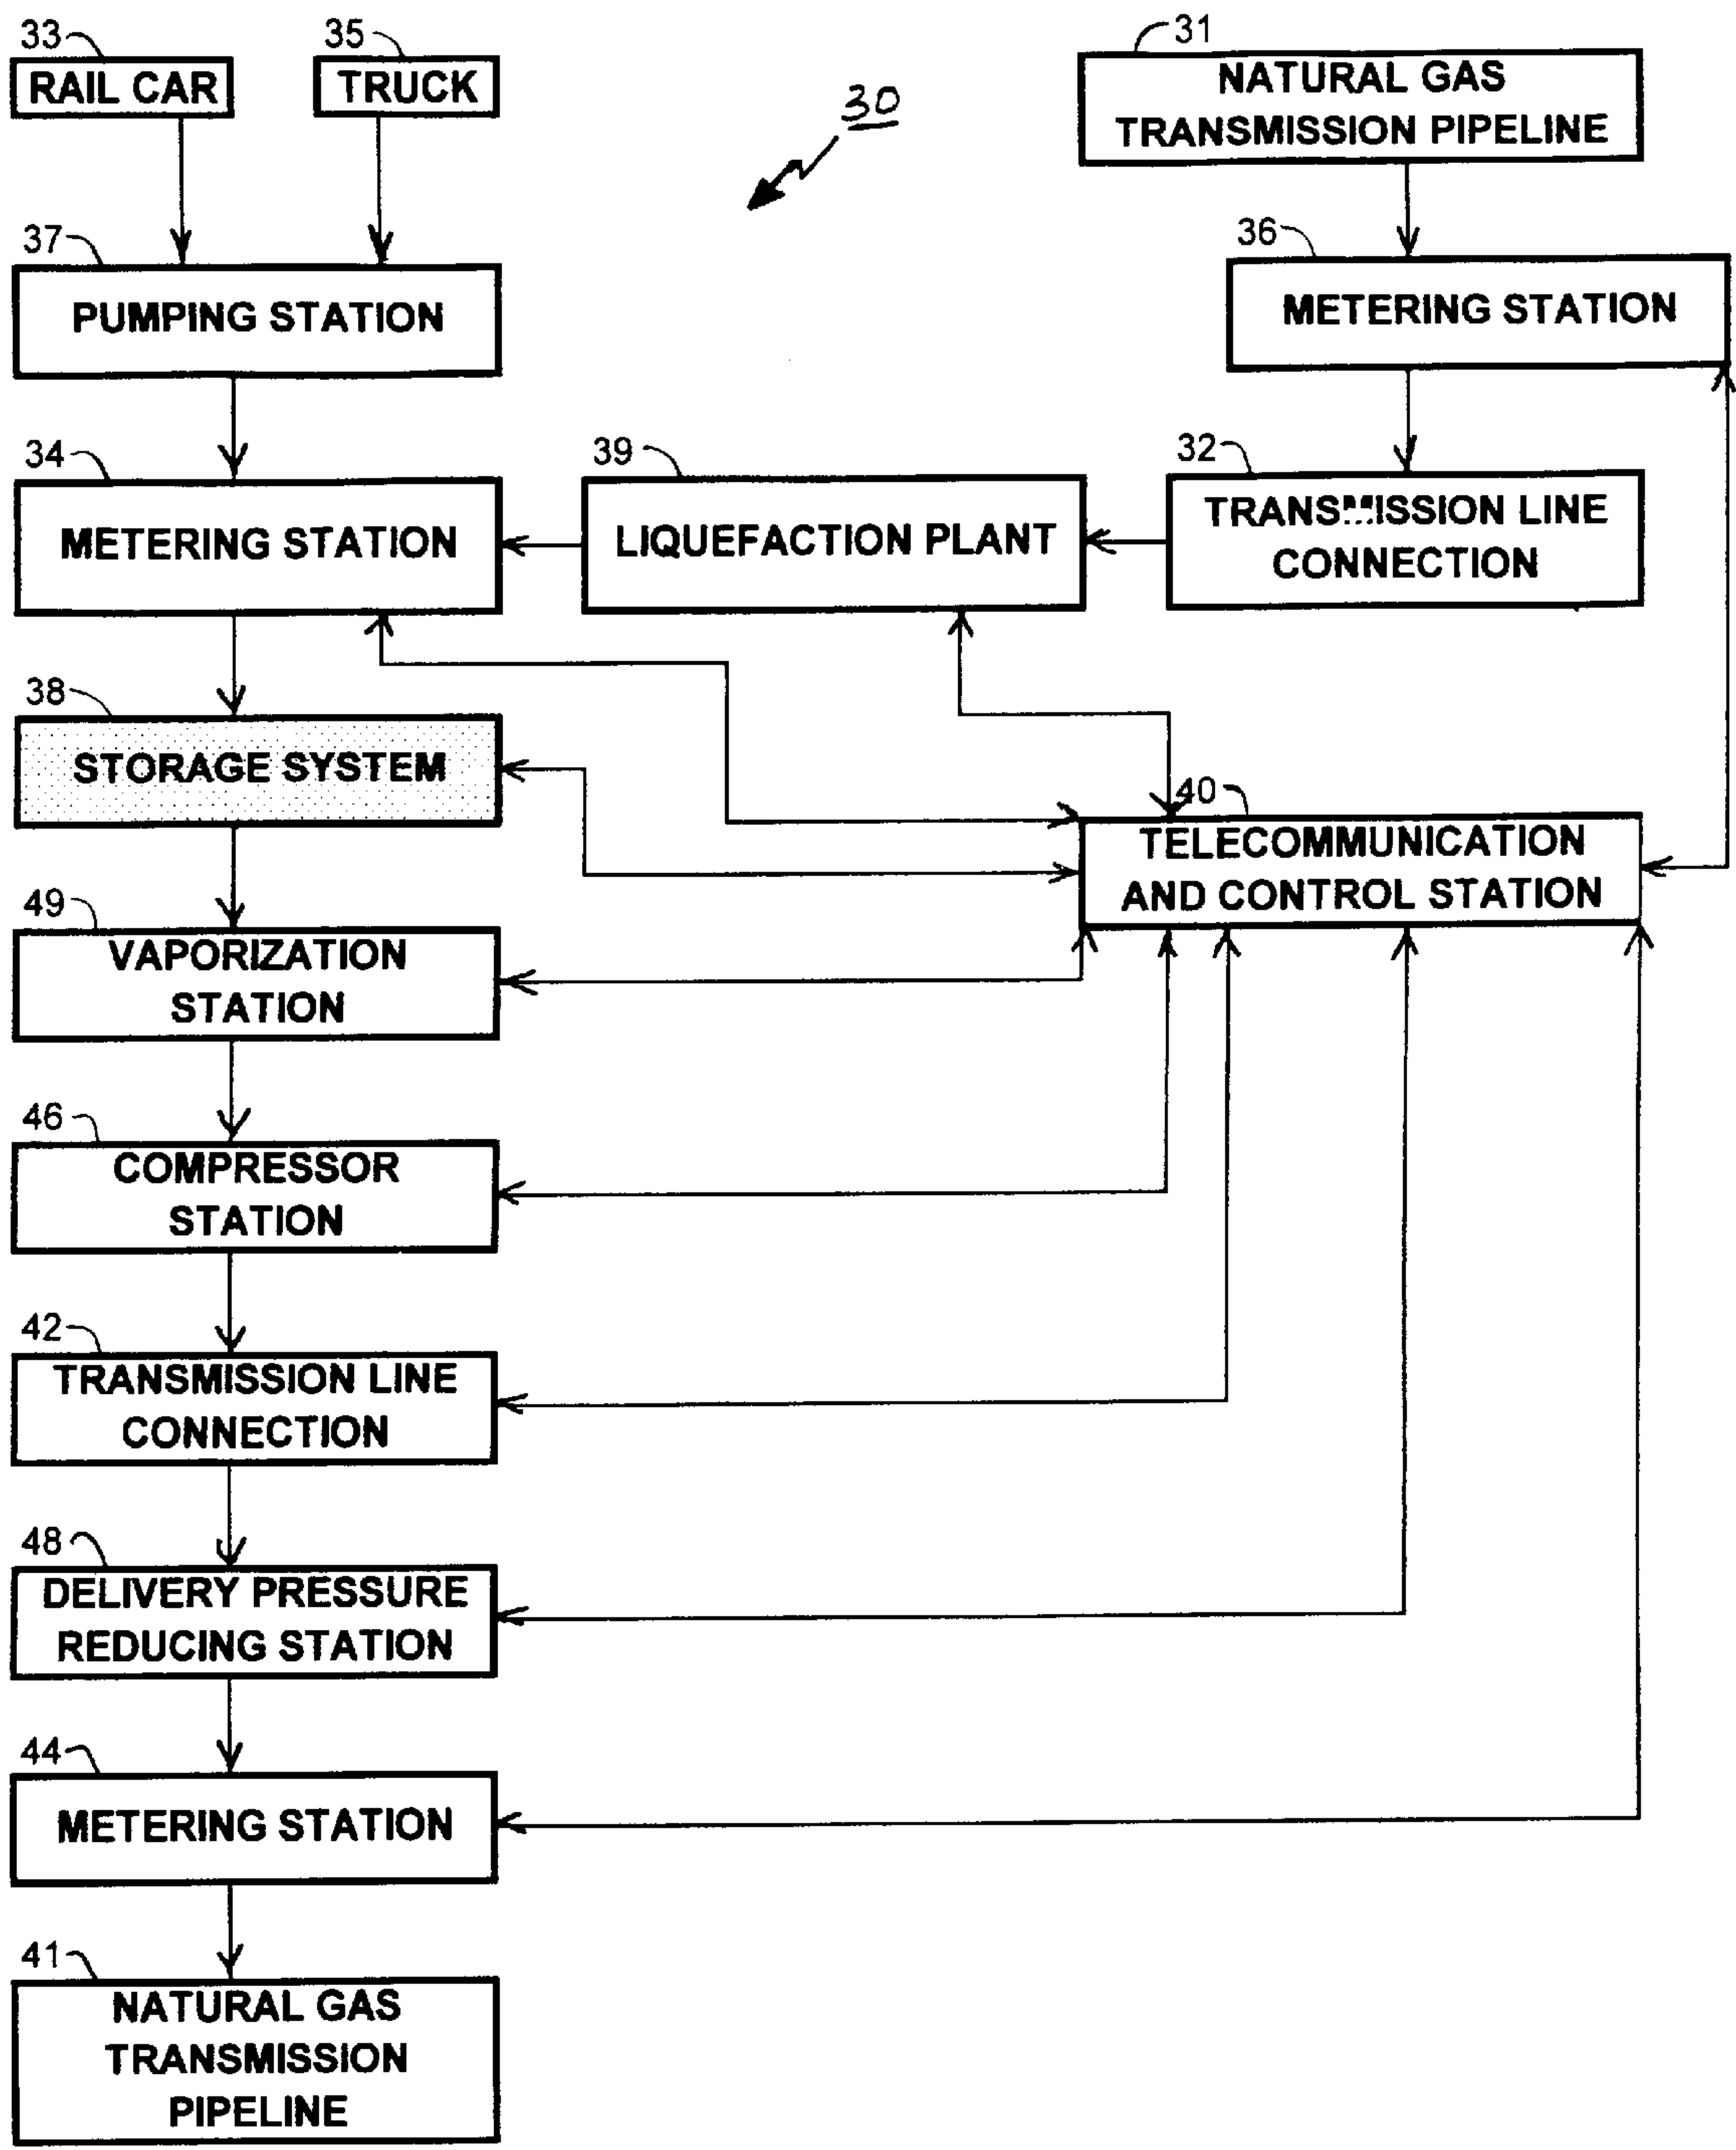 33
RAIL CAR
35
TRUCK
30
31
NATURAL GAS
TRANSMISSION PIPELINE
37
PUMPING STATION
36
METERING STATION
34
METERING STATION
39
LIQUEFACTION PLANT
32
TRANSMISSION LINE
CONNECTION
38
STORAGE SYSTEM
40
TELECOMMUNICATION
AND CONTROL STATION
49
VAPORIZATION
STATION
46
COMPRESSOR
STATION
42
TRANSMISSION LINE
CONNECTION
48
DELIVERY PRESSURE
REDUCING STATION
44
METERING STATION
41
NATURAL GAS
TRANSMISSION
PIPELINE